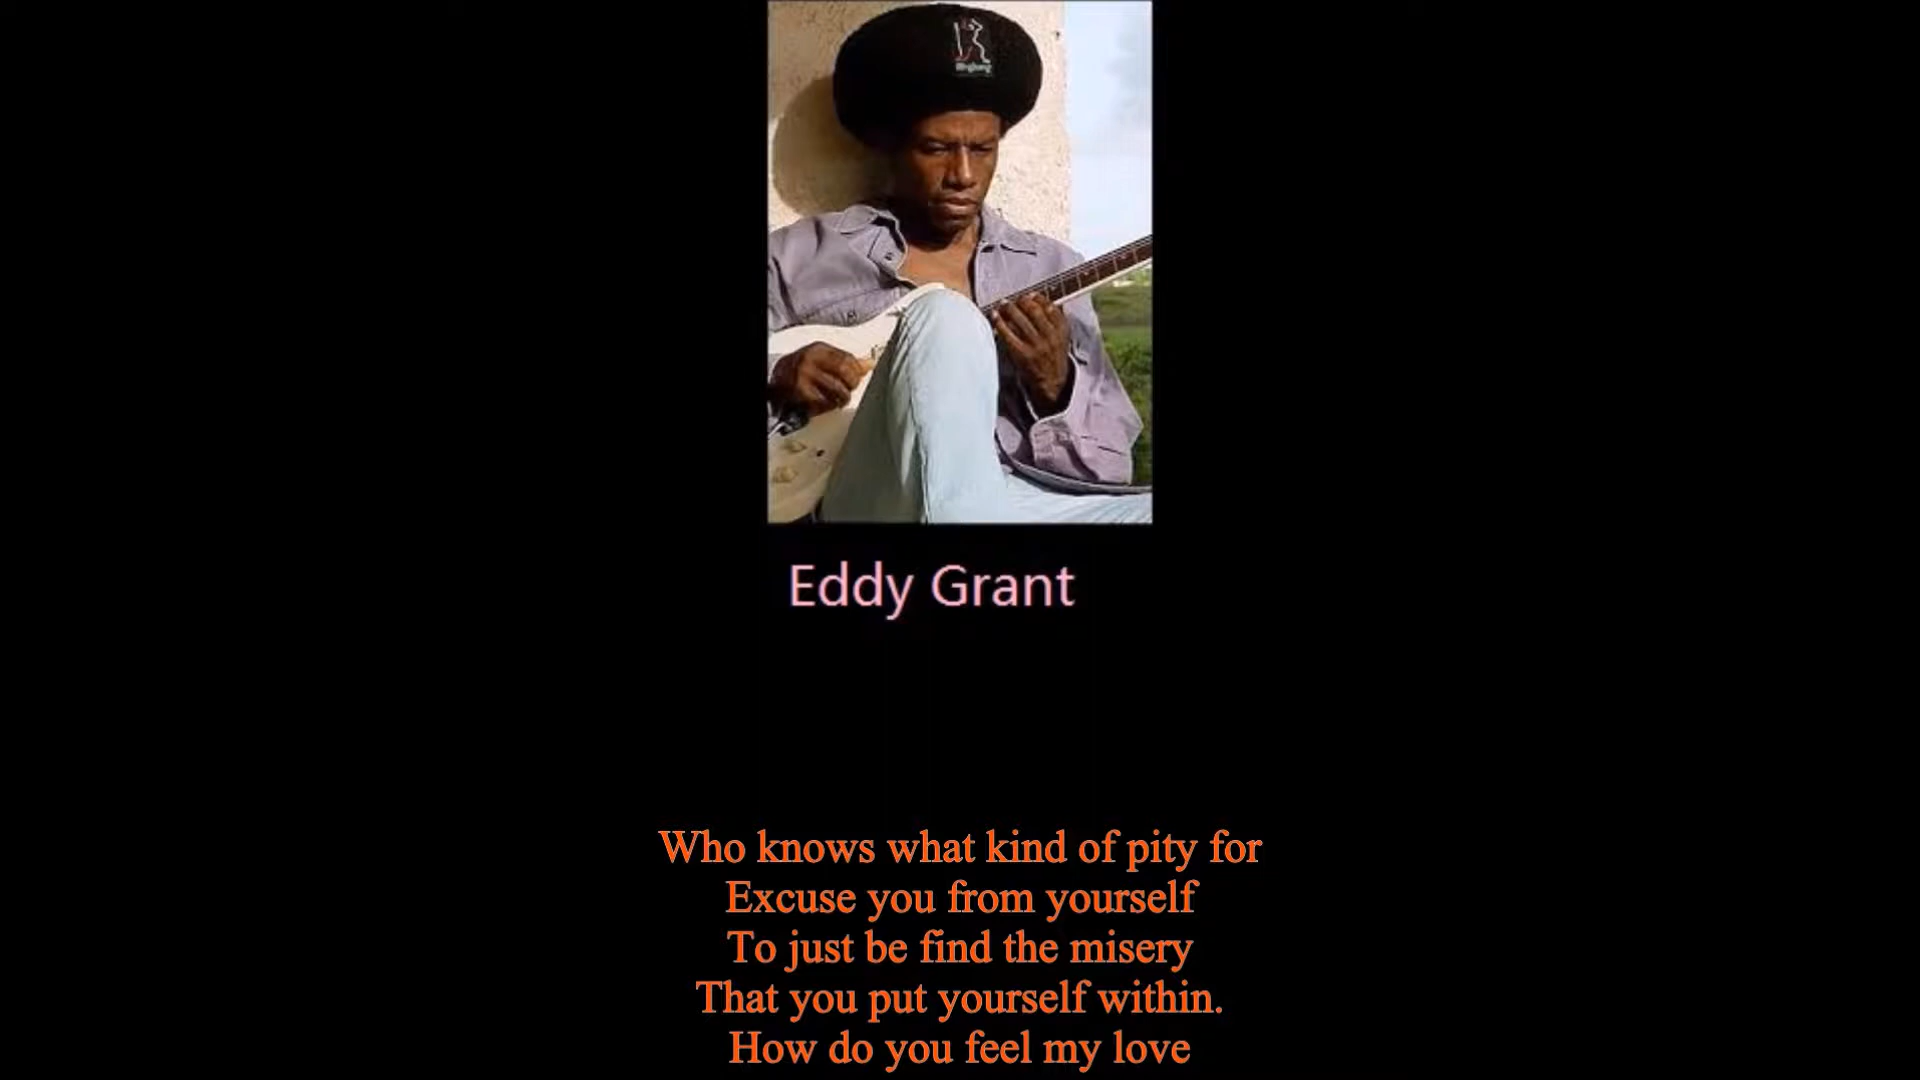 Eddy Grant
Who knows what kind of pity for
Excuse you from yourself
To just be find the misery
That you put yourself within.
How do you feel my love